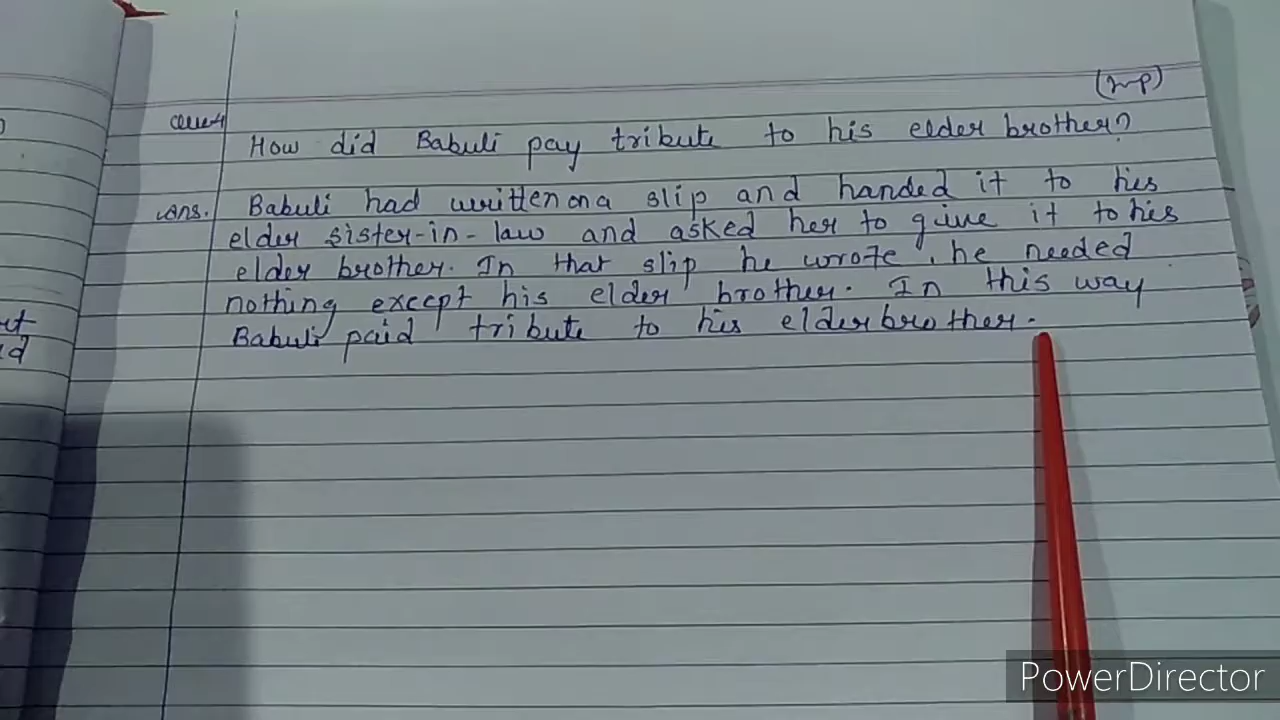 (Imp)
Ques
How did Babuli pay tribute to his elder brother?
Ans. Babuli had written on a slip and handed it to his
elder sister-in-law and asked her to give it to his
elder brother. In that slip he wrote, he needed
nothing except his elder brother. In this way
Babuli paid tribute to his elder brother.
PowerDirector